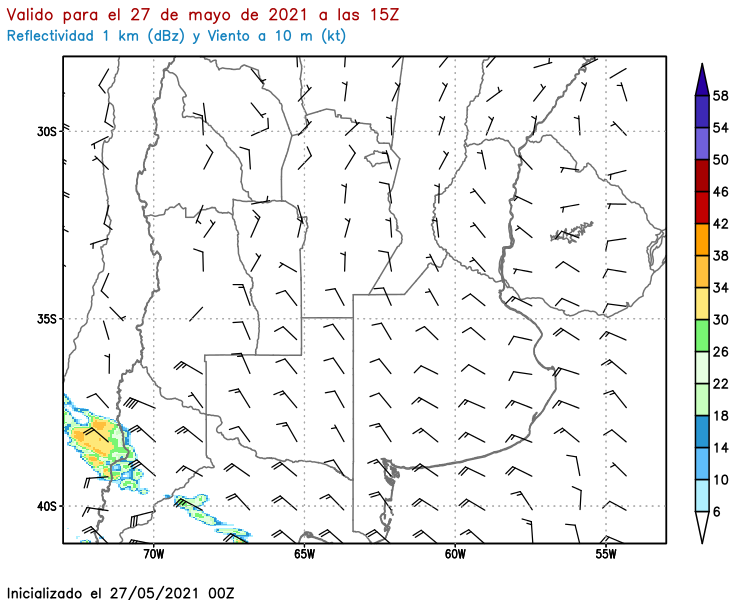 Valido para el 27 de mayo de 2021 a las 15Z
Reflectividad 1 km (dBz) y Viento a 10 m (kt)
30S
35S
40S
70W 65W 60W 55W
58
54
50
46
42
38
34
30
26
22
18
14
10
6
Inicializado el 27/05/2021 00Z